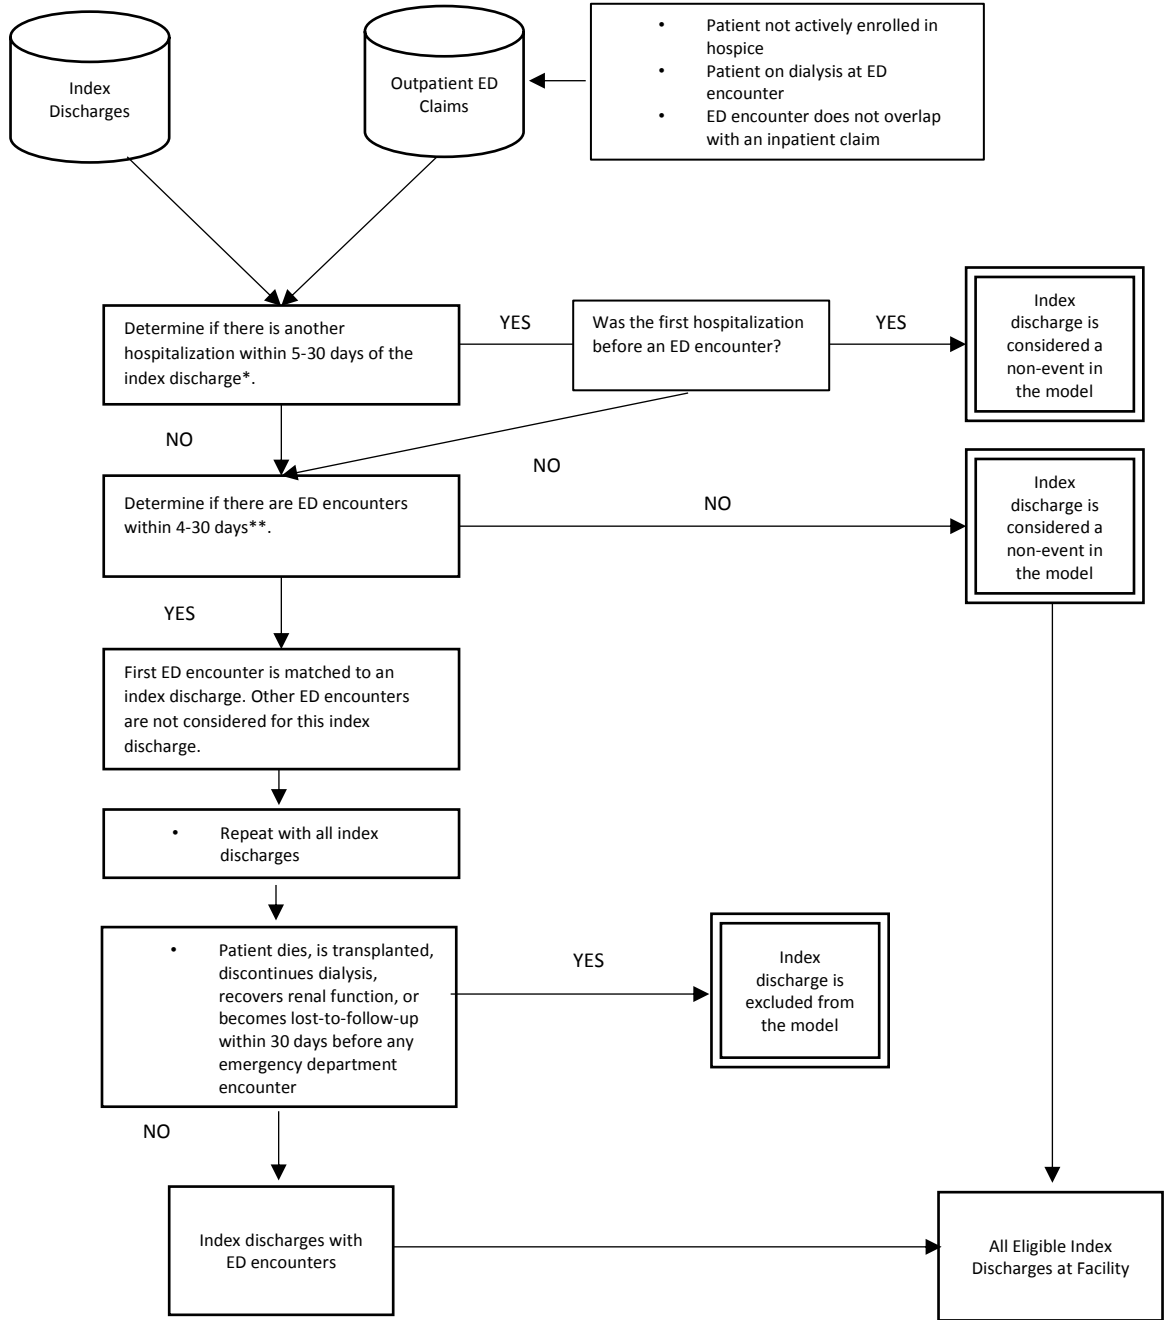 Index
Discharges
Outpatient ED
Claims
• Patient not actively enrolled in
hospice
• Patient on dialysis at ED
encounter
• ED encounter does not overlap
with an inpatient claim
Determine if there is another
hospitalization within 5-30 days of the
index discharge*.
YES
Was the first hospitalization
before an ED encounter?
YES
Index
discharge is
considered a
non-event in
the model
NO
NO
Determine if there are ED encounters
within 4-30 days**.
NO
Index
discharge is
considered a
non-event in
the model
YES
First ED encounter is matched to an
index discharge. Other ED encounters
are not considered for this index
discharge.
• Repeat with all index
discharges
• Patient dies, is transplanted,
discontinues dialysis,
recovers renal function, or
becomes lost-to-follow-up
within 30 days before any
emergency department
encounter
YES
Index
discharge is
excluded from
the model
NO
Index discharges with
ED encounters
All Eligible Index
Discharges at Facility